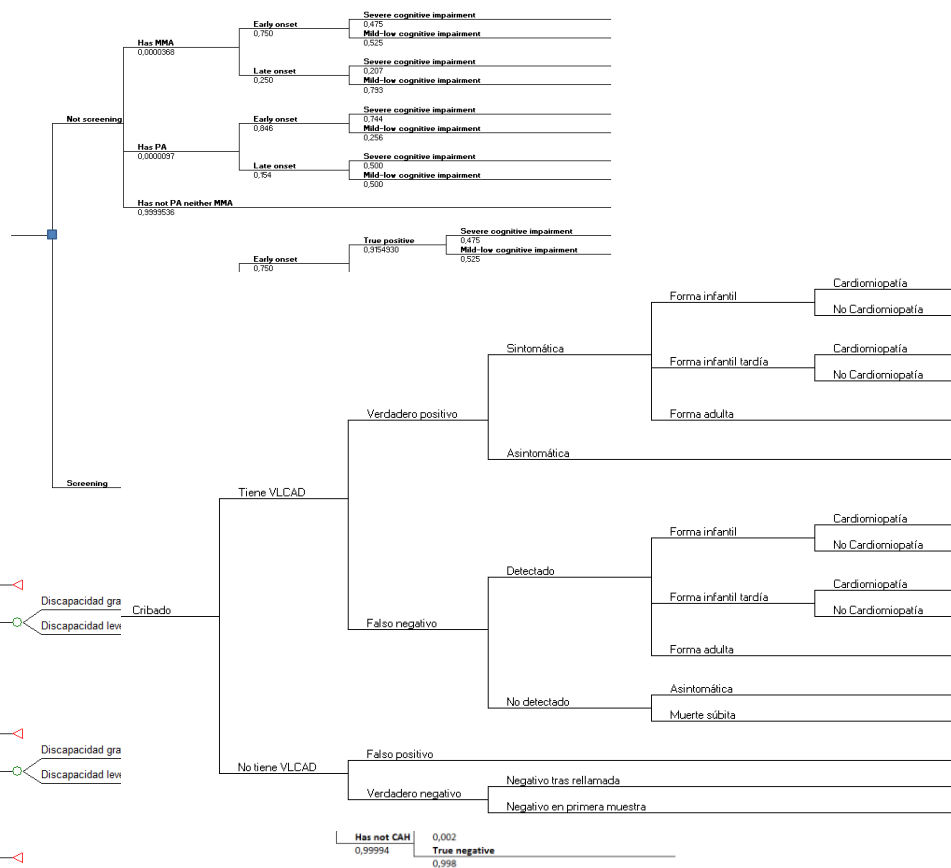 Severe cognitive impairment
Early onset
0,475
0,750
Mild-low cognitive impairment
Has MMA
0,525
0,0000368
Severe cognitive impairment
Late onset
0,207
0,250
Mild-low cognitive impairment
0,793
Severe cognitive impairment
Not screening
Early onset
0,744
0,846
Mild-low cognitive impairment
Has PA
0,256
0,0000097
Severe cognitive impairment
Late onset
0,500
0,154
Mild-low cognitive impairment
0,500
Has not PA neither MMA
0,9999536
Severe cognitive impairment
True positive
0,475
0,9154930
Mild-low cognitive impairment
Early onset
0,525
0,750
Cardiomiopatía
Forma infantil
No Cardiomiopatía
Sintomática
Cardiomiopatía
Forma infantil tardía
No Cardiomiopatía
Verdadero positivo
Forma adulta
Asintomática
Screening
Tiene VLCAD
Cardiomiopatía
Forma infantil
No Cardiomiopatía
Detectado
Cardiomiopatía
Forma infantil tardía
Discapacidad gra
Cribado
No Cardiomiopatía
Discapacidad leve
Falso negativo
Forma adulta
Asintomática
No detectado
Muerte súbita
Discapacidad gra
Falso positivo
No tiene VLCAD
Discapacidad leve
Negativo tras rellamada
Verdadero negativo
Negativo en primera muestra
Has not CAH
0,002
0,99994
True negative
0,998